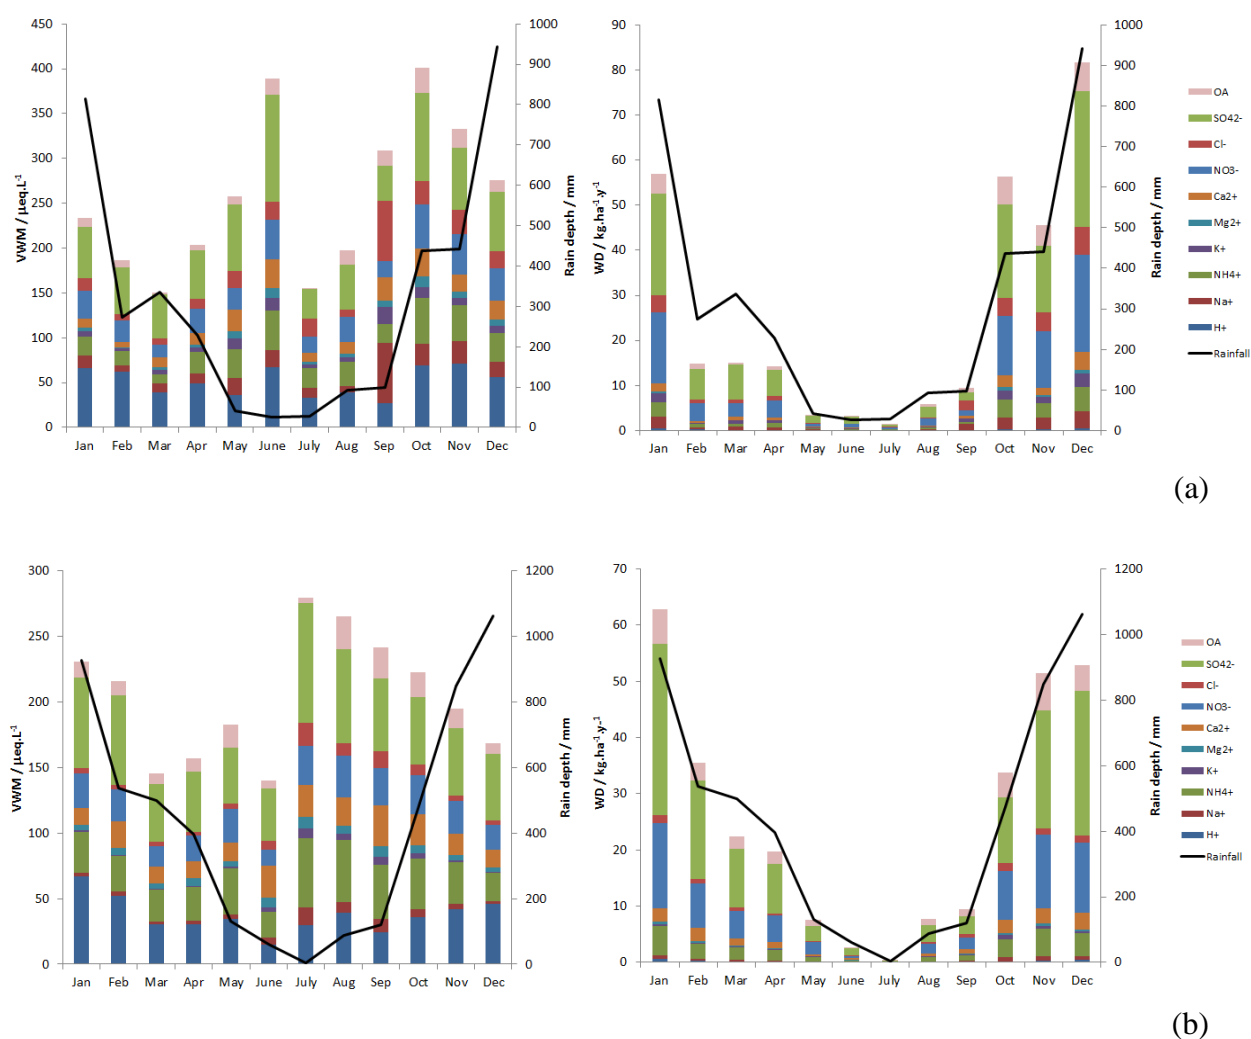 VWM / µeq.L-1
450
400
350
300
250
200
150
100
50
0
1000
900
800
700
600
500
400
300
200
100
0
Rain depth / mm
Jan Feb Mar Apr May June July Aug Sep Oct Nov Dec
WD / kg.ha-1.y-1
90
80
70
60
50
40
30
20
10
0
1000
900
800
700
600
500
400
300
200
100
0
Rain depth / mm
Jan Feb Mar Apr May June July Aug Sep Oct Nov Dec
OA
SO42-
Cl-
NO3-
Ca2+
Mg2+
K+
NH4+
Na+
H+
Rainfall
(a)
VWM / µeq.L-1
300
250
200
150
100
50
0
1200
1000
800
600
400
200
0
Rain depth / mm
Jan Feb Mar Apr May June July Aug Sep Oct Nov Dec
WD / kg.ha-1.y-1
70
60
50
40
30
20
10
0
1200
1000
800
600
400
200
0
Rain depth / mm
Jan Feb Mar Apr May June July Aug Sep Oct Nov Dec
OA
SO42-
Cl-
NO3-
Ca2+
Mg2+
K+
NH4+
Na+
H+
Rainfall
(b)